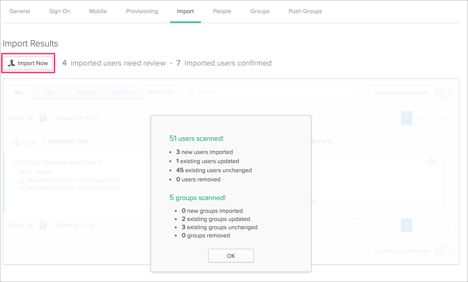 General Sign On Mobile Provisioning Import People Groups Push Groups
Import Results
Import Now 4 imported users need review • 7 imported users confirmed
ALL
51 users scanned!
• 3 new users imported
• 1 existing users updated
• 45 existing users unchanged
• 0 users removed
5 groups scanned!
• 0 new groups imported
• 2 existing groups updated
• 3 existing groups unchanged
• 0 groups removed
OK